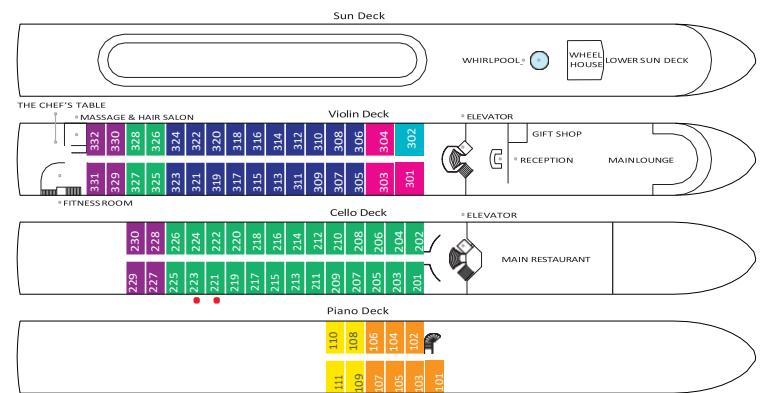 Sun Deck
WHIRLPOOL
WHEEL
HOUSE
LOWER SUN DECK
THE CHEF'S TABLE
MASSAGE & HAIR SALON
Violin Deck
ELEVATOR
332 330 328 326 324 322 320 318 316 314 312 310 308 306 304 302
GIFT SHOP
RECEPTION
MAIN LOUNGE
331 329 327 325 323 321 319 317 315 313 311 309 307 305 303 301
FITNESS ROOM
Cello Deck
ELEVATOR
230 228 226 224 222 220 218 216 214 212 210 208 206 204 202
MAIN RESTAURANT
229 227 225 223 221 219 217 215 213 211 209 207 205 203 201
Piano Deck
110 108 106 104 102
111 109 107 105 103 101